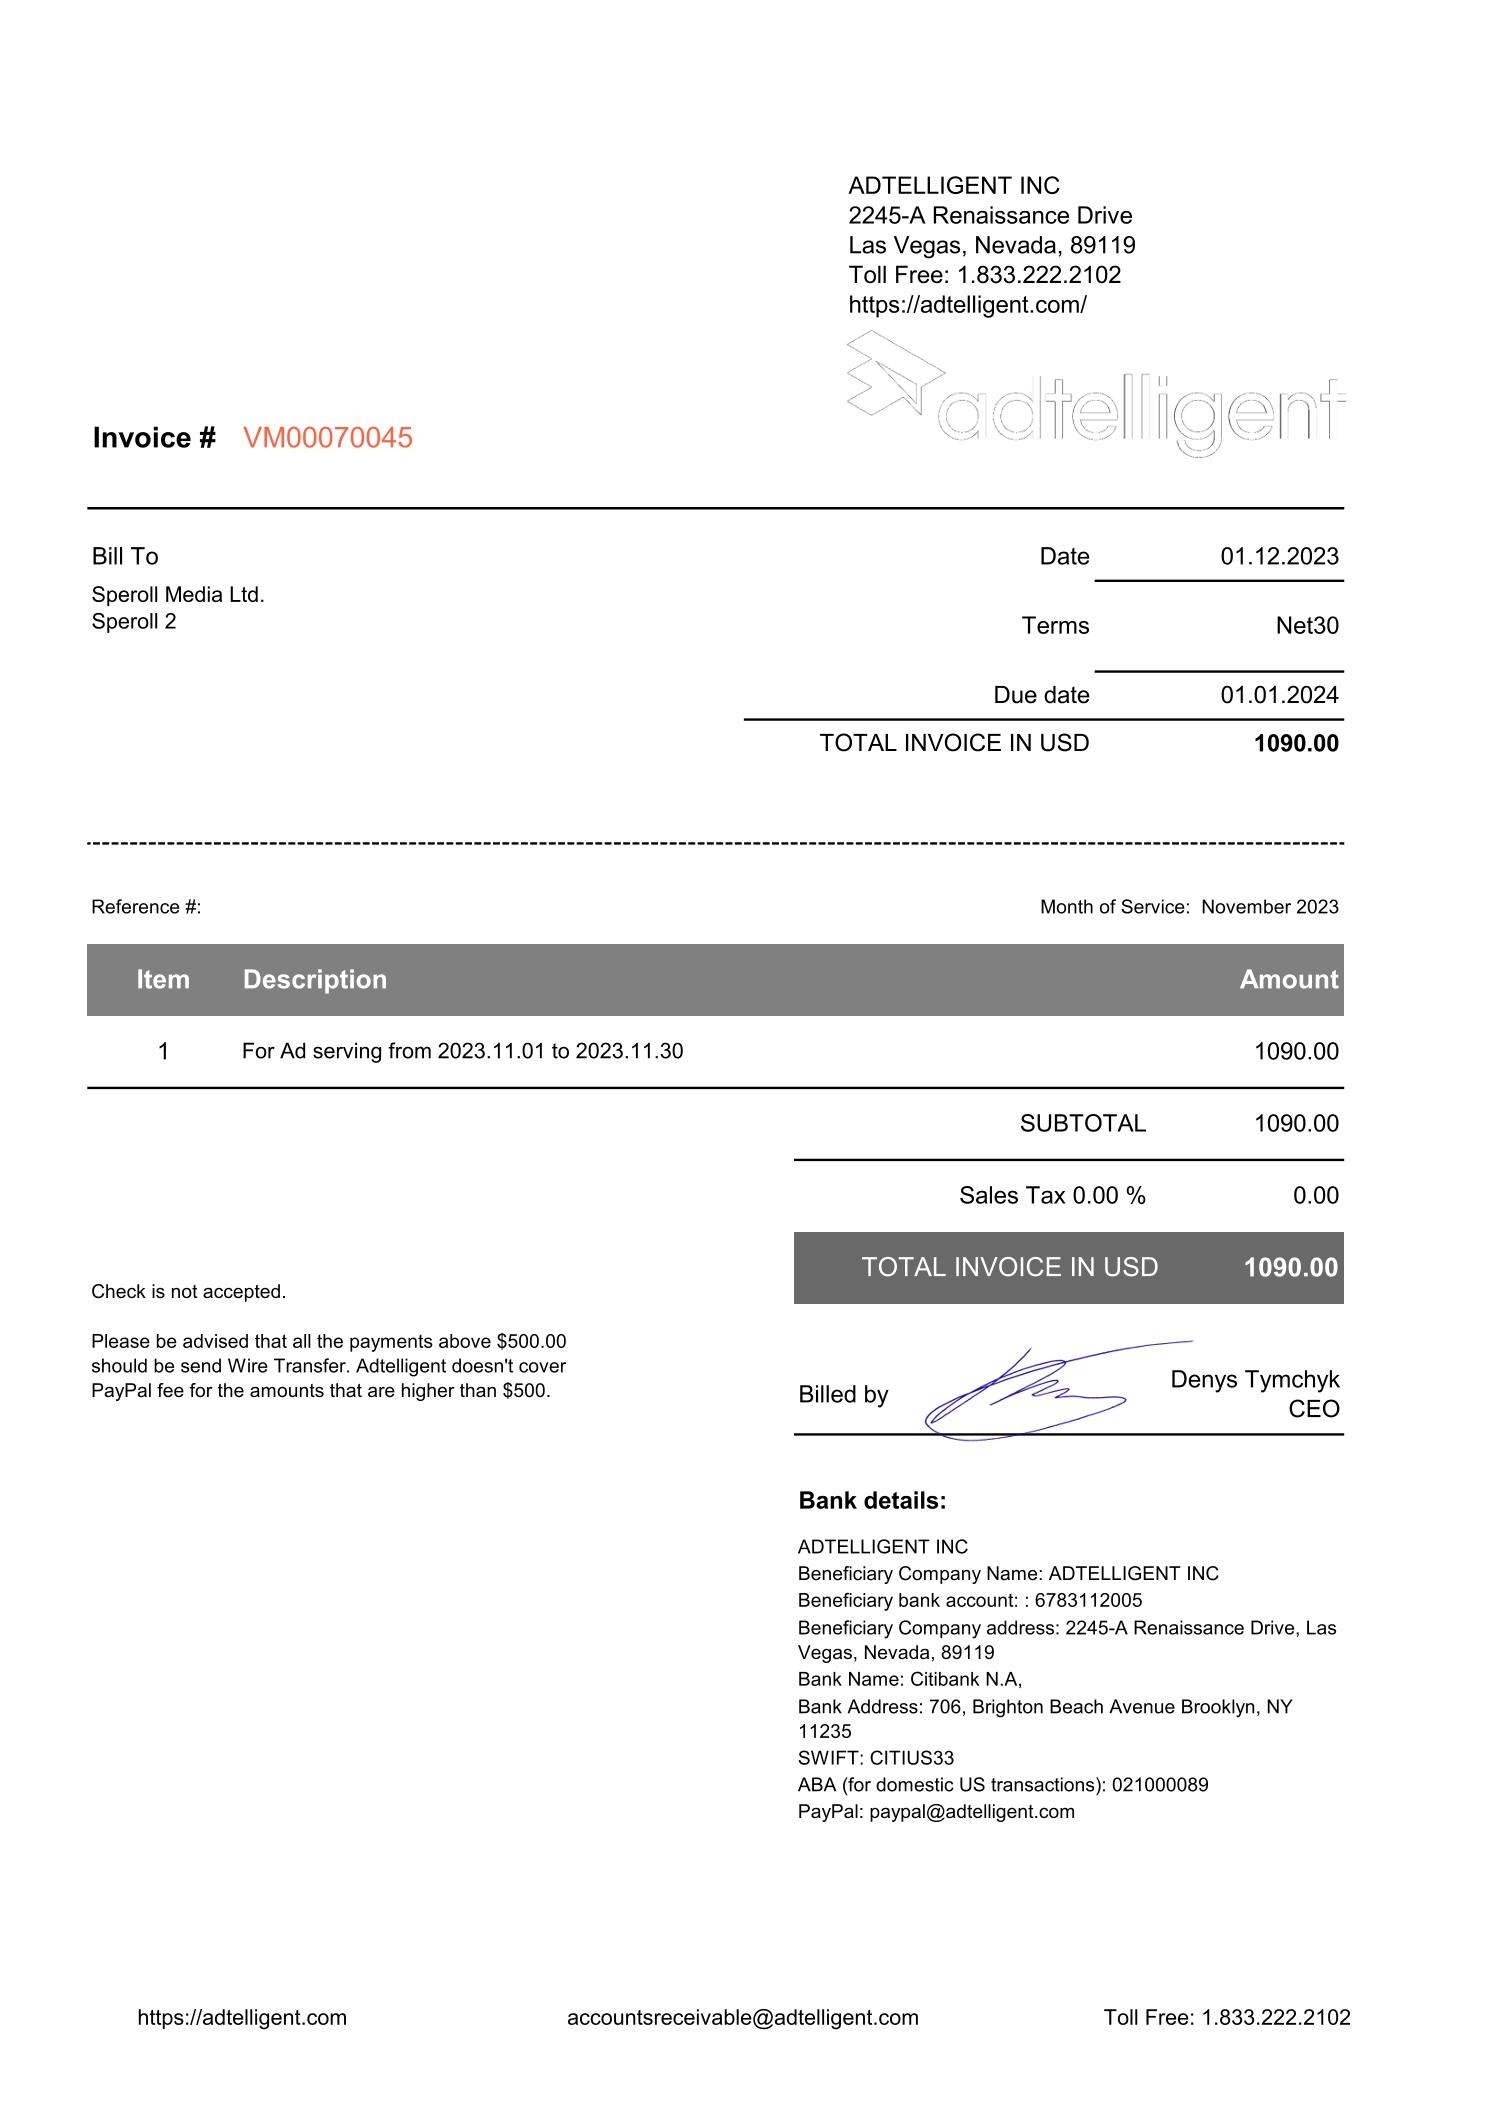 ADTELLIGENT INC
2245-A Renaissance Drive
Las Vegas, Nevada, 89119
Toll Free: 1.833.222.2102
https://adtelligent.com/
adtelligent
Invoice # VM00070045
Bill To
Speroll Media Ltd.
Speroll 2
Date 01.12.2023
Terms Net30
Due date 01.01.2024
TOTAL INVOICE IN USD 1090.00
Reference #: Month of Service: November 2023
Item Description Amount
1 For Ad serving from 2023.11.01 to 2023.11.30 1090.00
SUBTOTAL 1090.00
Sales Tax 0.00 % 0.00
TOTAL INVOICE IN USD 1090.00
Check is not accepted.
Please be advised that all the payments above $500.00
should be send Wire Transfer. Adtelligent doesn't cover
PayPal fee for the amounts that are higher than $500.
Billed by
Denys Tymchyk
CEO
Bank details:
ADTELLIGENT INC
Beneficiary Company Name: ADTELLIGENT INC
Beneficiary bank account: : 6783112005
Beneficiary Company address: 2245-A Renaissance Drive, Las
Vegas, Nevada, 89119
Bank Name: Citibank N.A,
Bank Address: 706, Brighton Beach Avenue Brooklyn, NY
11235
SWIFT: CITIUS33
ABA (for domestic US transactions): 021000089
PayPal: paypal@adtelligent.com
https://adtelligent.com accountsreceivable@adtelligent.com Toll Free: 1.833.222.2102